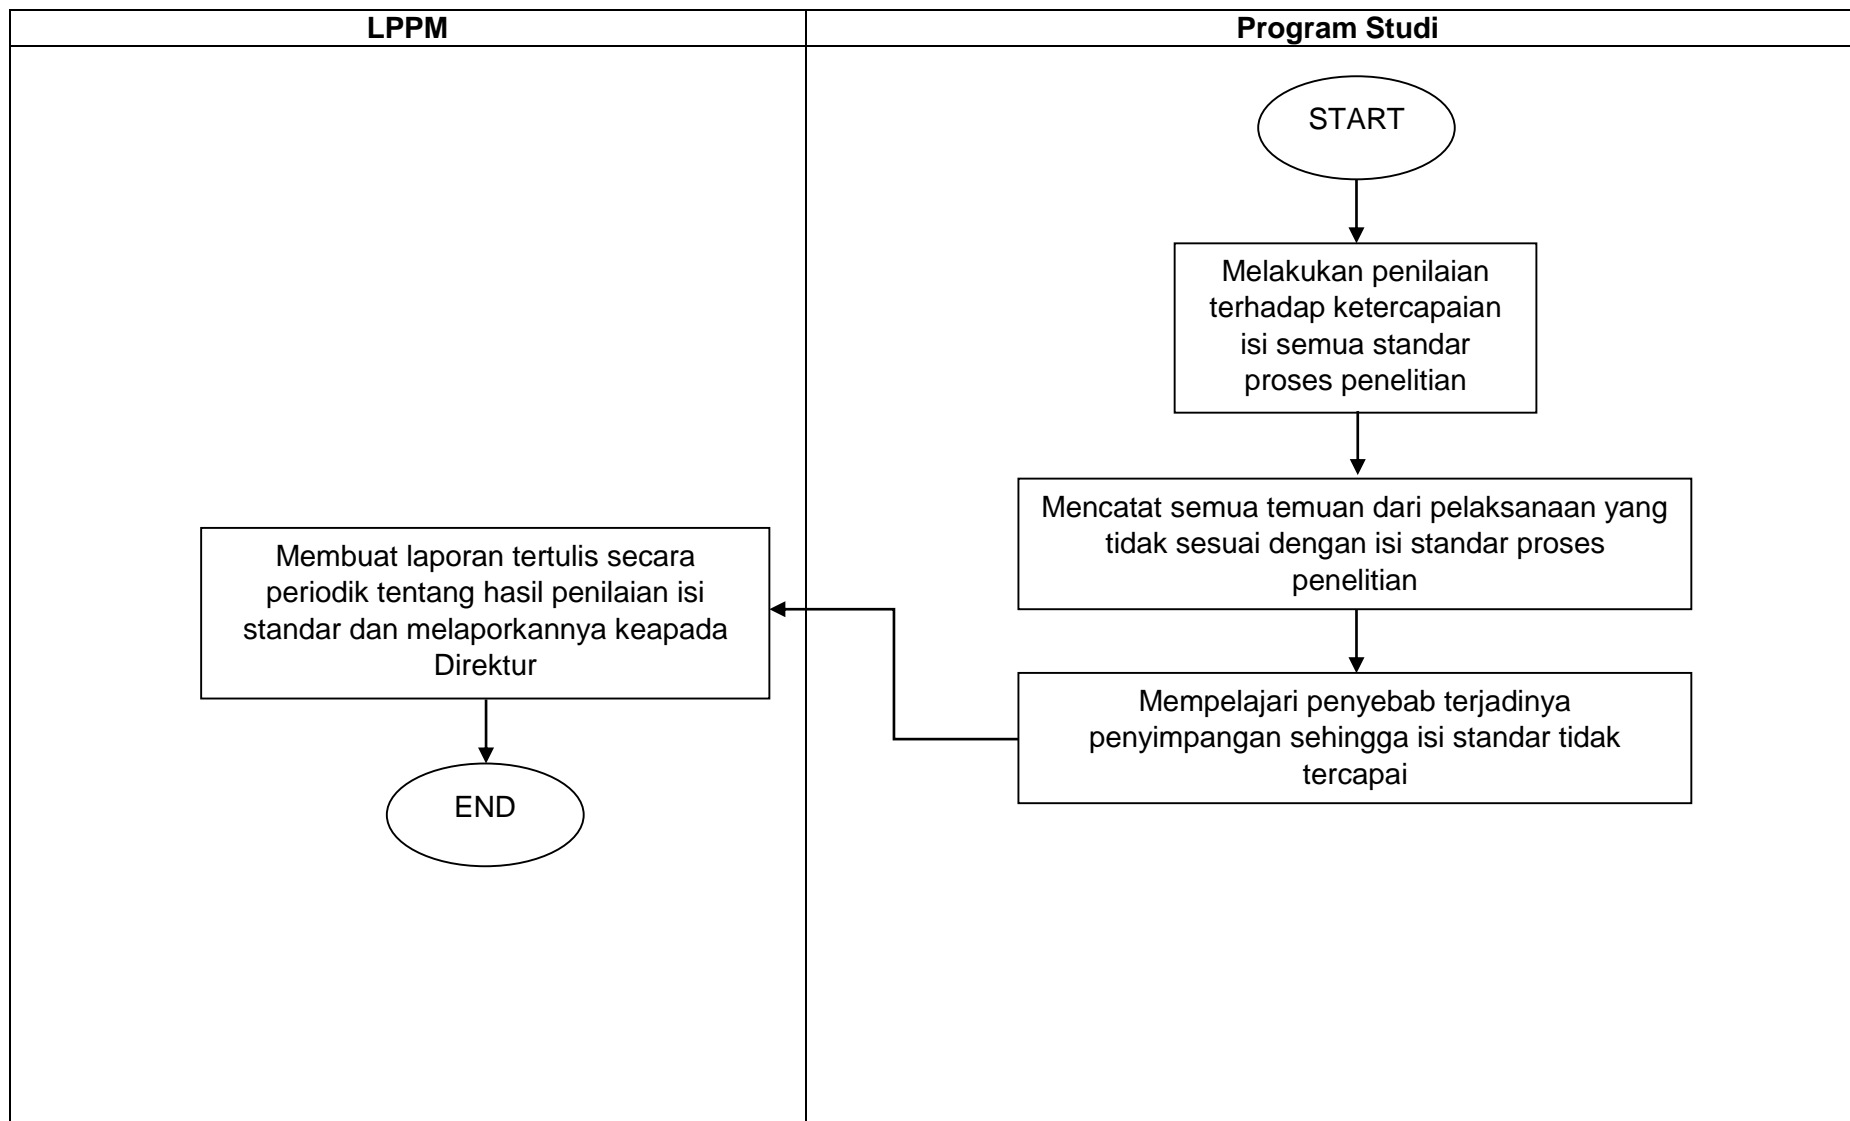 LPPM
Program Studi
START
Melakukan penilaian
terhadap ketercapaian
isi semua standar
proses penelitian
Mencatat semua temuan dari pelaksanaan yang
tidak sesuai dengan isi standar proses
penelitian
Mempelajari penyebab terjadinya
penyimpangan sehingga isi standar tidak
tercapai
Membuat laporan tertulis secara
periodik tentang hasil penilaian isi
standar dan melaporkannya keapada
Direktur
END